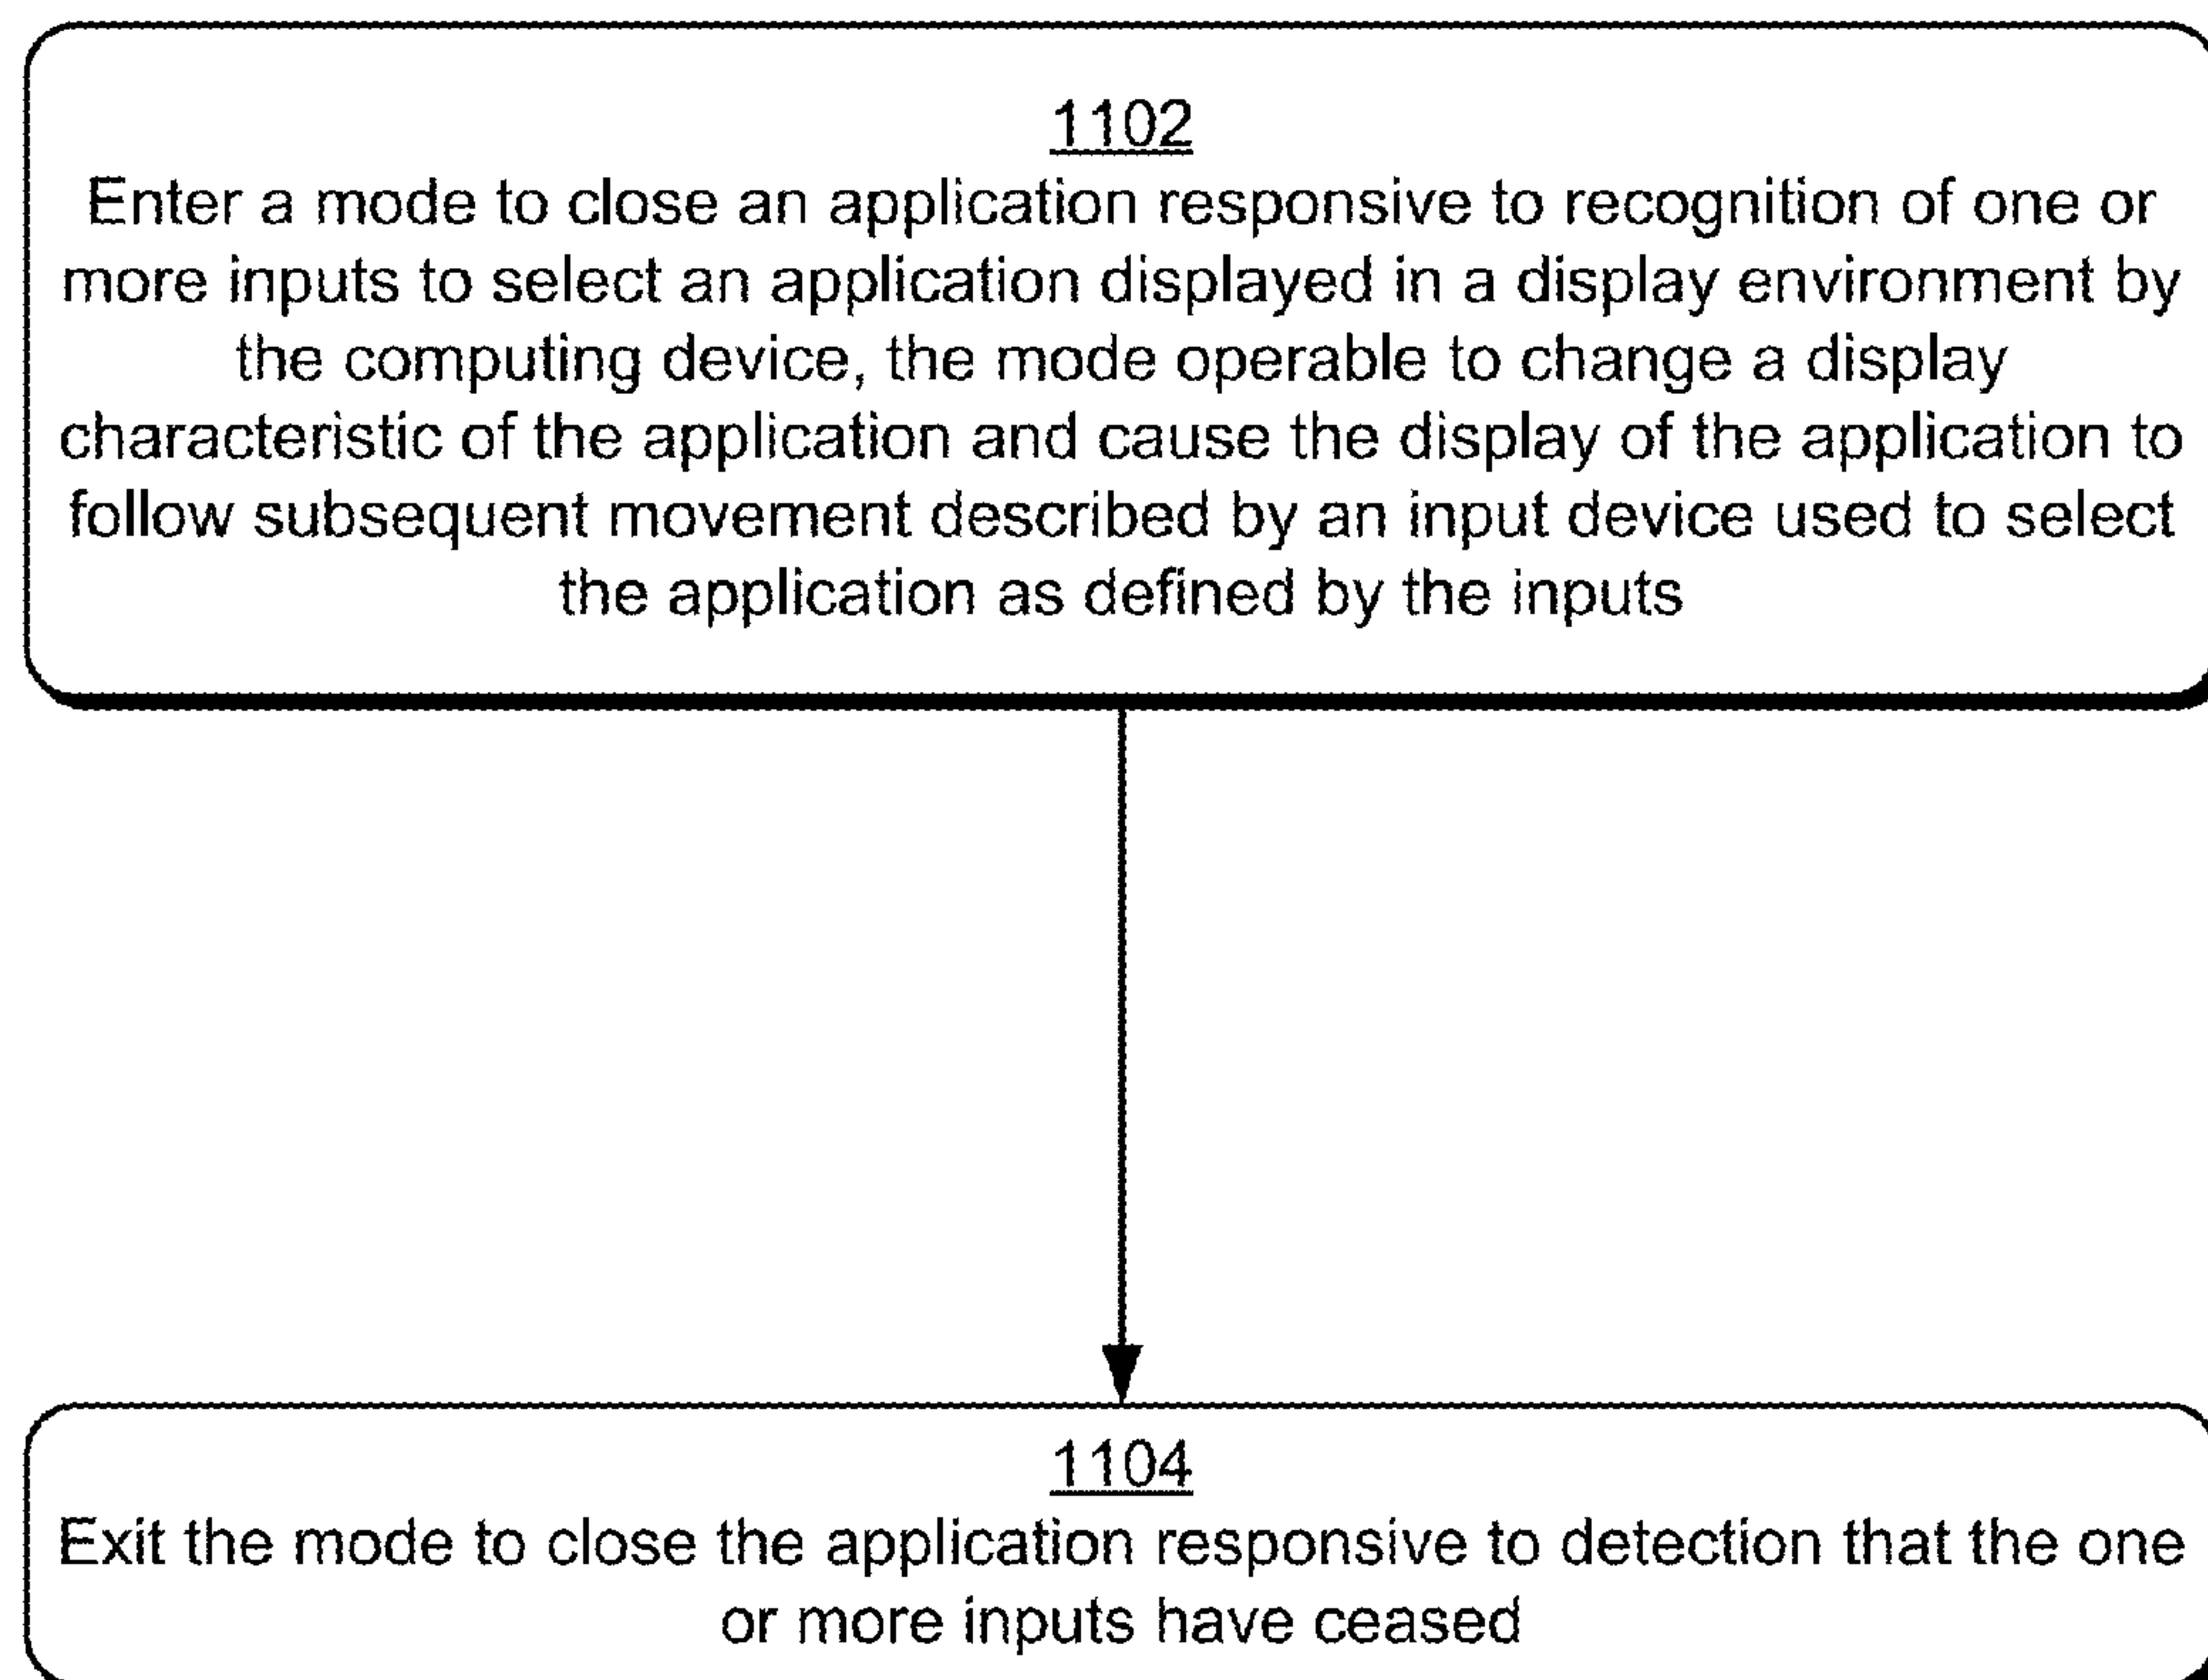 1102
Enter a mode to close an application responsive to recognition of one or
more inputs to select an application displayed in a display environment by
the computing device, the mode operable to change a display
characteristic of the application and cause the display of the application to
follow subsequent movement described by an input device used to select
the application as defined by the inputs
1104
Exit the mode to close the application responsive to detection that the one
or more inputs have ceased